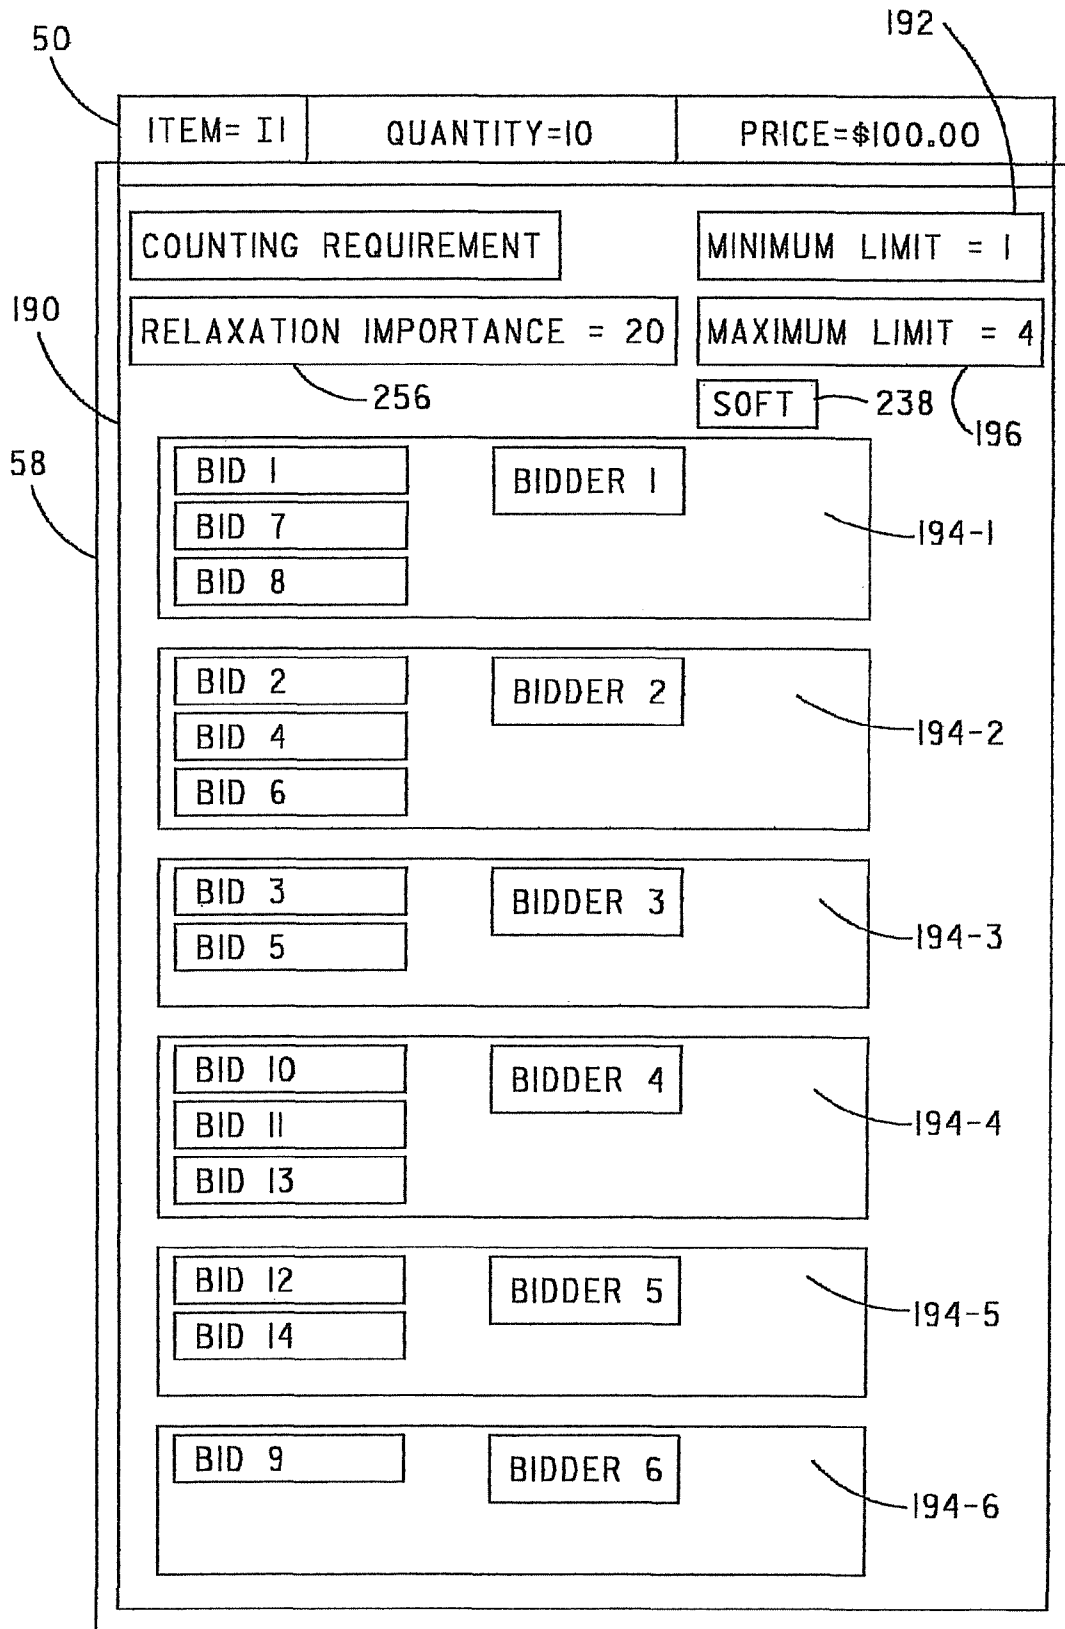 192
50
ITEM= I1 QUANTITY=10 PRICE=$100.00
COUNTING REQUIREMENT MINIMUM LIMIT = 1
190
RELAXATION IMPORTANCE = 20 MAXIMUM LIMIT = 4
256 SOFT 238
196
58
BID 1 BIDDER 1
BID 7 194-1
BID 8
BID 2 BIDDER 2
BID 4 194-2
BID 6
BID 3 BIDDER 3
BID 5 194-3
BID 10 BIDDER 4
BID 11 194-4
BID 13
BID 12 BIDDER 5
BID 14 194-5
BID 9 BIDDER 6
194-6